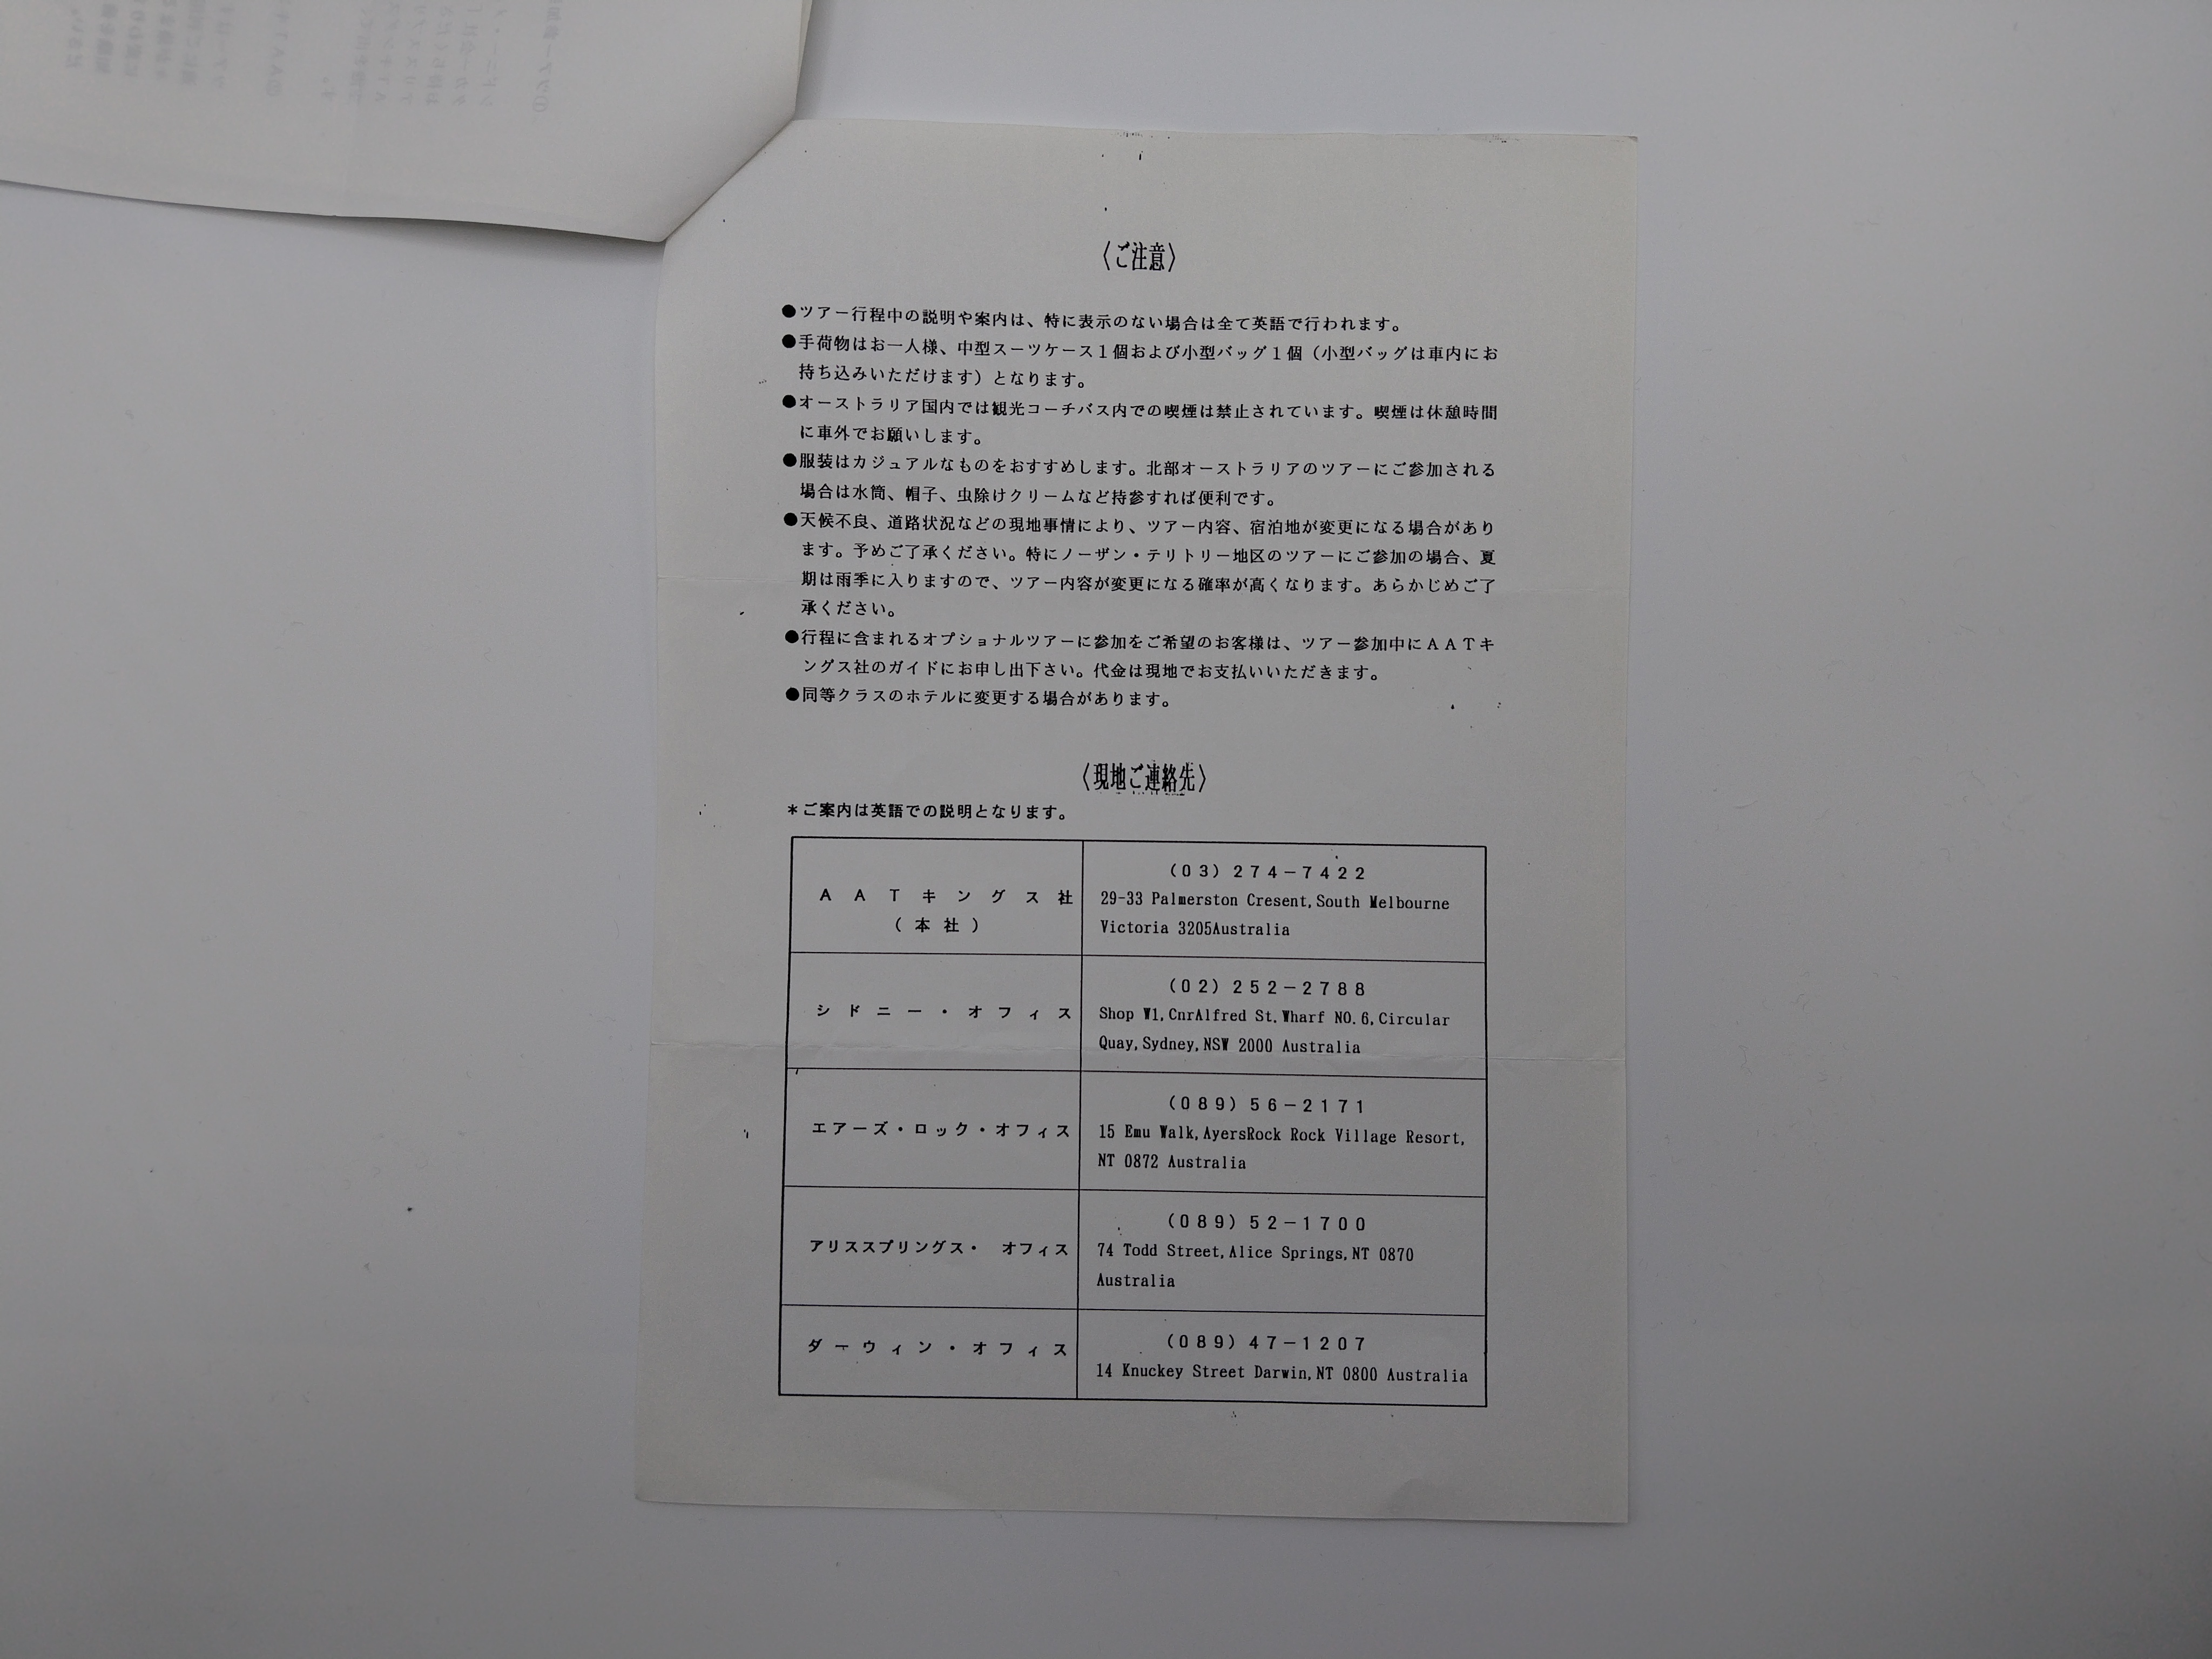 〈ご注意〉
●ツアー行程中の説明や案内は、特に表示のない場合は全て英語で行われます。
●手荷物はお一人様、中型スーツケース１個および小型バッグ１個（小型バッグは車内にお
持ち込みいただけます）となります。
●オーストラリア国内では観光コーチバス内での喫煙は禁止されています。喫煙は休憩時間
に車外でお願いします。
●服装はカジュアルなものをおすすめします。北部オーストラリアのツアーにご参加される
場合は水筒、帽子、虫除けクリームなど持参すれば便利です。
●天候不良、道路状況などの現地事情により、ツアー内容、宿泊地が変更になる場合があり
ます。予めご了承ください。特にノーザン・テリトリー地区のツアーにご参加の場合、夏
期は雨季に入りますので、ツアー内容が変更になる確率が高くなります。あらかじめご了
承ください。
●行程に含まれるオプショナルツアーに参加をご希望のお客様は、ツアー参加中にＡＡＴキ
ングス社のガイドにお申し出下さい。代金は現地でお支払いいただきます。
●同等クラスのホテルに変更する場合があります。
〈現地ご連絡先〉
＊ご案内は英語での説明となります。
ＡＡＴキングス社
（本社）
（０３）２７４－７４２２
29-33 Palmerston Cresent,South Melbourne
Victoria 3205Australia
シドニー・オフィス
（０２）２５２－２７８８
Shop W1,CnrAlfred St.Wharf NO.6,Circular
Quay,Sydney,NSW 2000 Australia
エアーズ・ロック・オフィス
（０８９）５６－２１７１
15 Emu Walk,AyersRock Rock Village Resort,
NT 0872 Australia
アリススプリングス・　オフィス
（０８９）５２－１７００
74 Todd Street,Alice Springs,NT 0870
Australia
ダーウィン・オフィス
（０８９）４７－１２０７
14 Knuckey Street Darwin,NT 0800 Australia